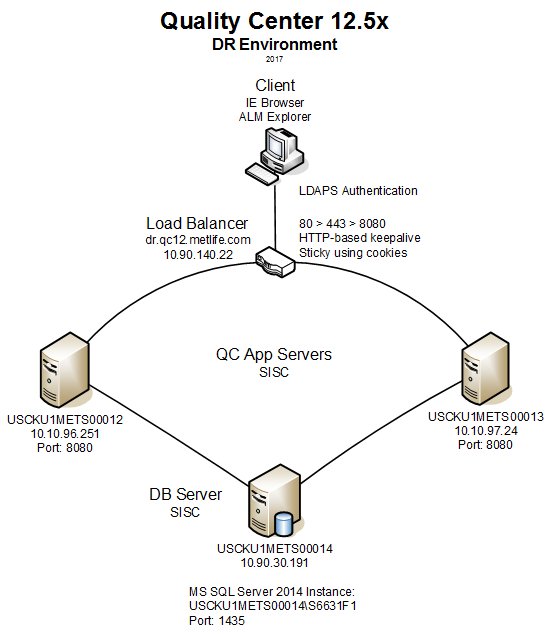 Quality Center 12.5x
DR Environment
2017
Client
IE Browser
ALM Explorer
LDAPS Authentication
Load Balancer
dr.qc12.metlife.com
10.90.140.22
80 > 443 > 8080
HTTP-based keepalive
Sticky using cookies
QC App Servers
SISC
USCKU1METS00012
10.10.96.251
Port: 8080
USCKU1METS00013
10.10.97.24
Port: 8080
DB Server
SISC
USCKU1METS00014
10.90.30.191
MS SQL Server 2014 Instance:
USCKU1METS00014\S6631F1
Port: 1435